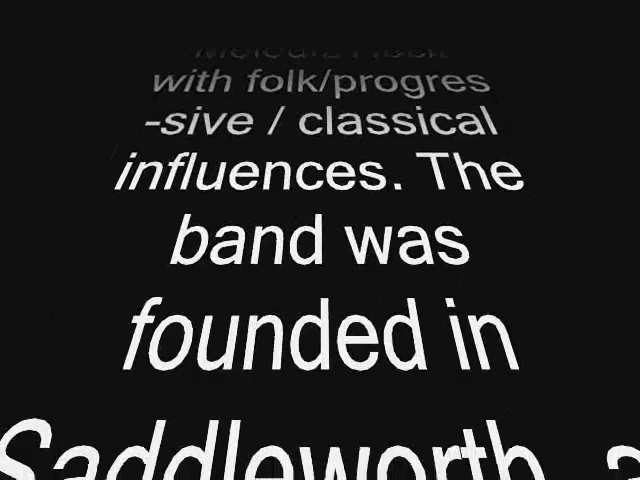 with folk/progres
-sive / classical
influences. The
band was
founded in
Saddleworth, a